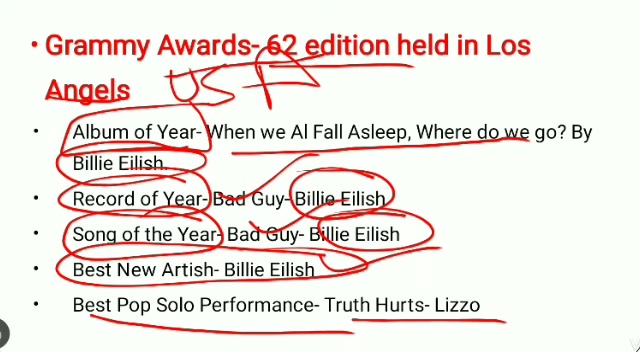 • Grammy Awards- 62 edition held in Los
Angels
USA
• Album of Year- When we Al Fall Asleep, Where do we go? By
Billie Eilish.
• Record of Year- Bad Guy- Billie Eilish
• Song of the Year- Bad Guy- Billie Eilish
• Best New Artish- Billie Eilish
• Best Pop Solo Performance- Truth Hurts- Lizzo